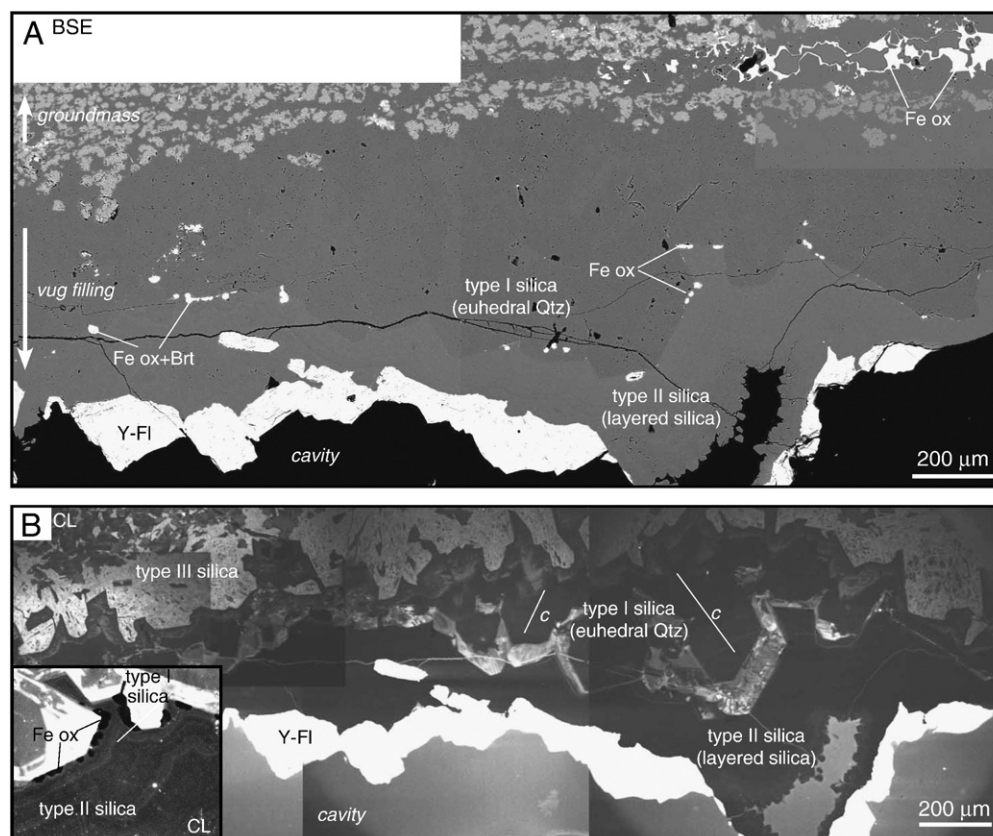 A BSE
groundmass
Fe ox
vug filling
Fe ox
type I silica
(euhedral Qtz)
Fe ox+Brt
type II silica
(layered silica)
Y-Fl
cavity
200 µm
B CL
type III silica
c
c
type I silica
(euhedral Qtz)
type I
silica
Fe ox
Y-Fl
type II silica
(layered silica)
type II silica
cavity
CL
200 µm